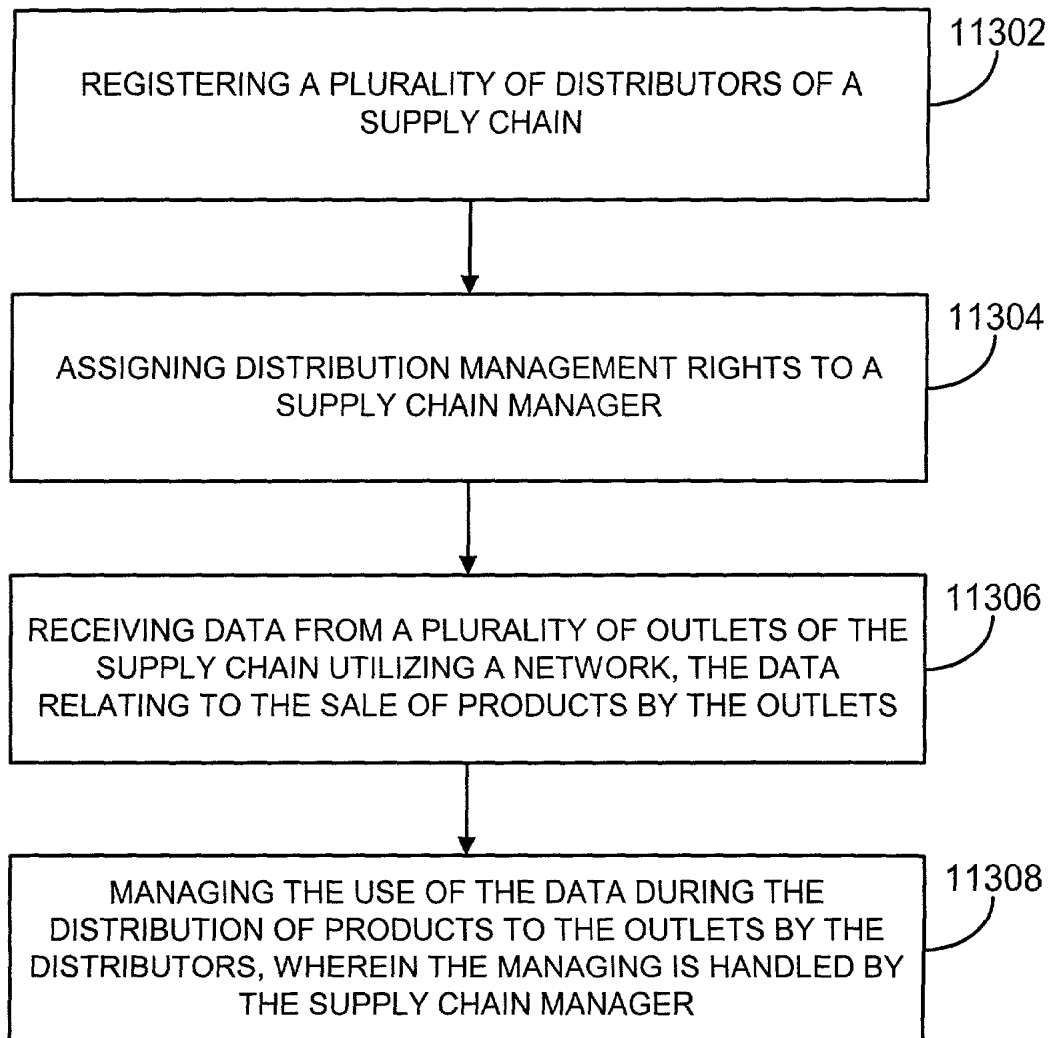 11302
REGISTERING A PLURALITY OF DISTRIBUTORS OF A
SUPPLY CHAIN
11304
ASSIGNING DISTRIBUTION MANAGEMENT RIGHTS TO A
SUPPLY CHAIN MANAGER
11306
RECEIVING DATA FROM A PLURALITY OF OUTLETS OF THE
SUPPLY CHAIN UTILIZING A NETWORK, THE DATA
RELATING TO THE SALE OF PRODUCTS BY THE OUTLETS
11308
MANAGING THE USE OF THE DATA DURING THE
DISTRIBUTION OF PRODUCTS TO THE OUTLETS BY THE
DISTRIBUTORS, WHEREIN THE MANAGING IS HANDLED BY
THE SUPPLY CHAIN MANAGER